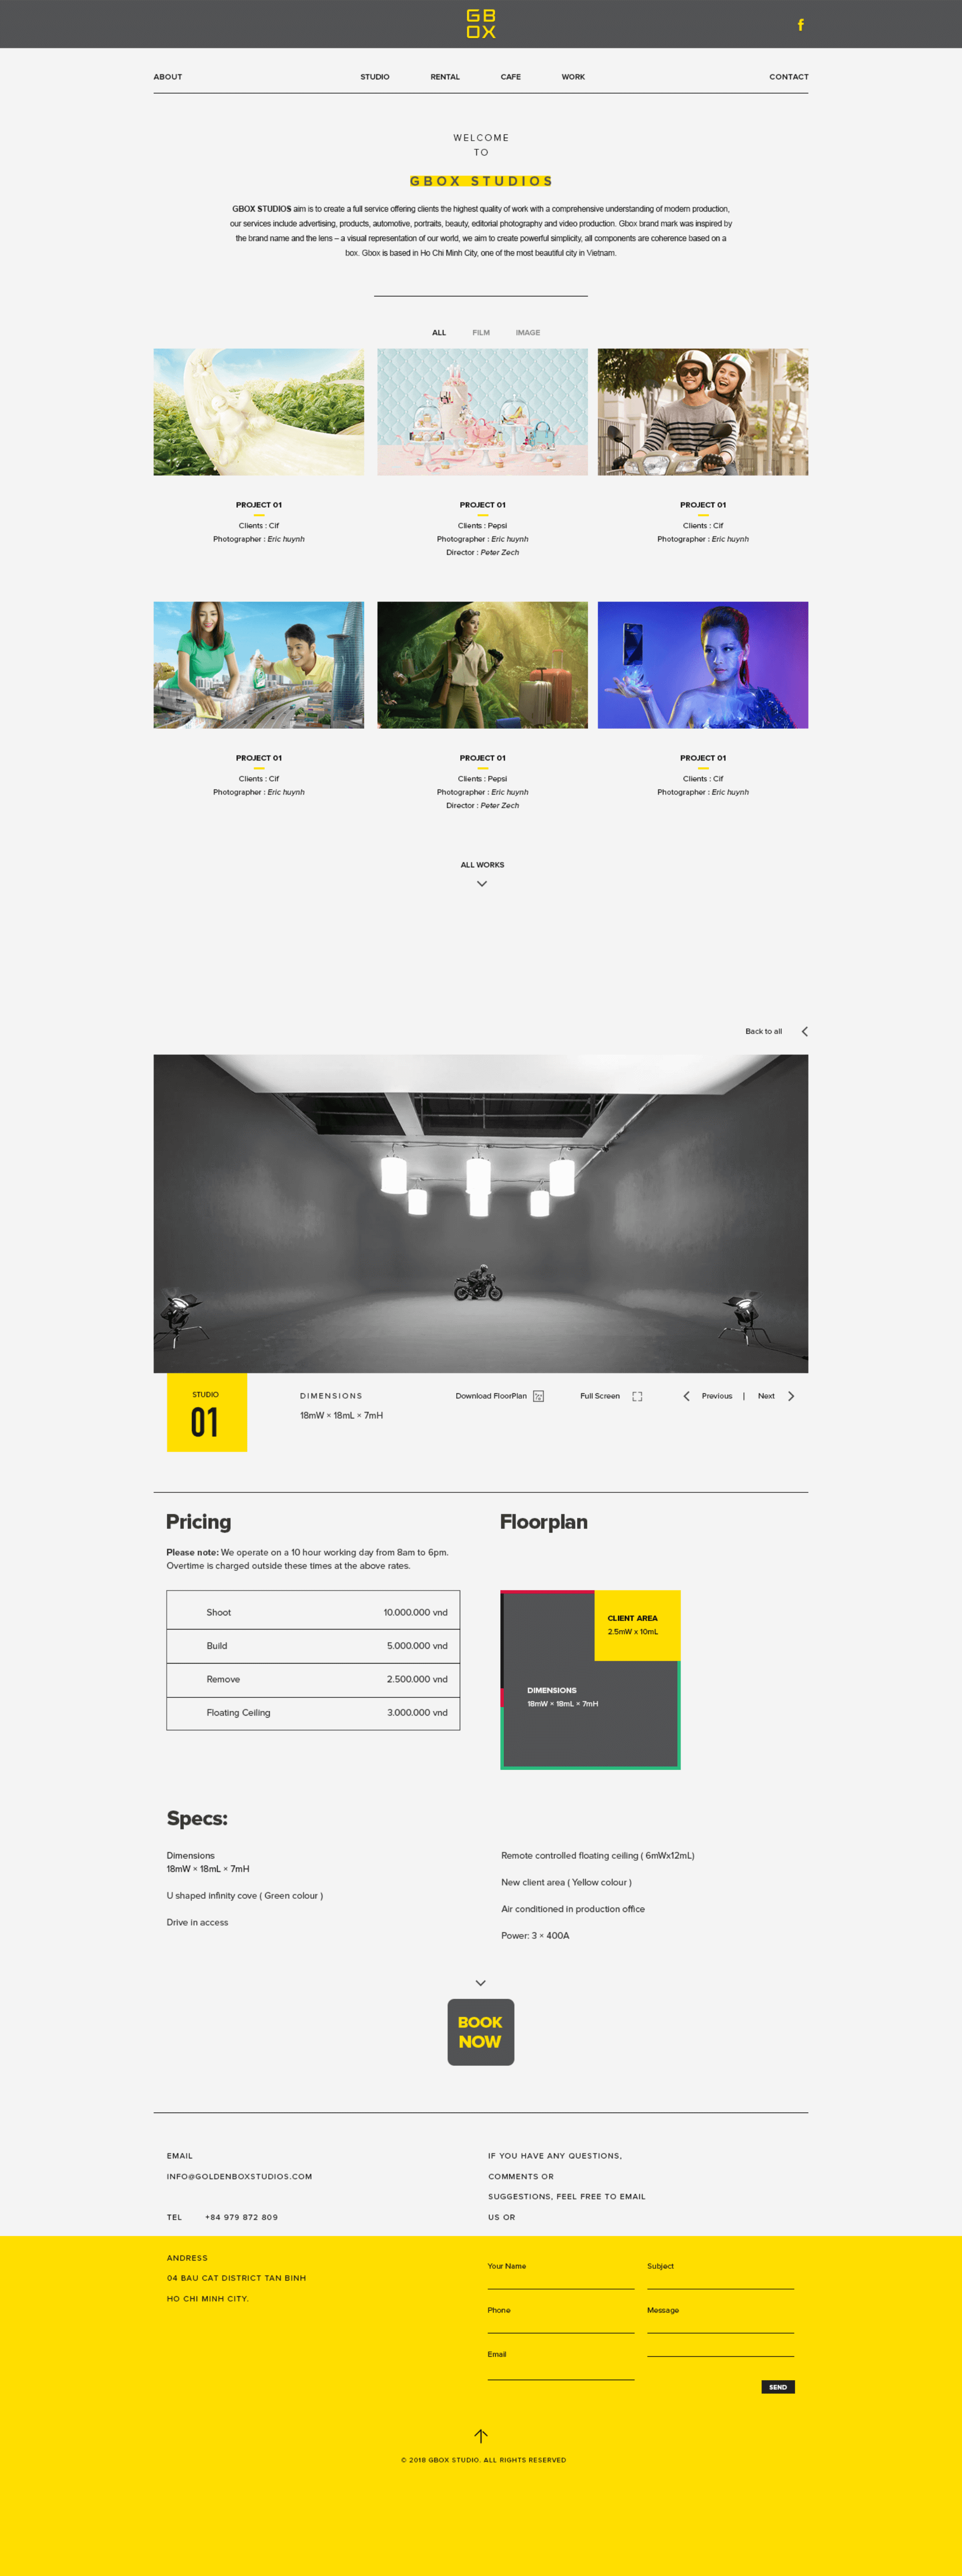 GB
OX
f
ABOUT STUDIO RENTAL CAFE WORK CONTACT
WELCOME
TO
GBOX STUDIOS
GBOX STUDIOS aim is to create a full service offering clients the highest quality of work with a comprehensive understanding of modern production,
our services include advertising, products, automotive, portraits, beauty, editorial photography and video production. Gbox brand mark was inspired by
the brand name and the lens – a visual representation of our world, we aim to create powerful simplicity, all components are coherence based on a
box. Gbox is based in Ho Chi Minh City, one of the most beautiful city in Vietnam.
ALL FILM IMAGE
PROJECT 01
Clients : Cif
Photographer : Eric huynh
PROJECT 01
Clients : Pepsi
Photographer : Eric huynh
Director : Peter Zech
PROJECT 01
Clients : Cif
Photographer : Eric huynh
PROJECT 01
Clients : Cif
Photographer : Eric huynh
PROJECT 01
Clients : Pepsi
Photographer : Eric huynh
Director : Peter Zech
PROJECT 01
Clients : Cif
Photographer : Eric huynh
ALL WORKS
Back to all
STUDIO
01
DIMENSIONS
18mW × 18mL × 7mH
Download FloorPlan
Full Screen
Previous | Next
Pricing
Please note: We operate on a 10 hour working day from 8am to 6pm.
Overtime is charged outside these times at the above rates.
Shoot 10.000.000 vnd
Build 5.000.000 vnd
Remove 2.500.000 vnd
Floating Ceiling 3.000.000 vnd
Floorplan
CLIENT AREA
2.5mW x 10mL
DIMENSIONS
18mW × 18mL × 7mH
Specs:
Dimensions
18mW × 18mL × 7mH
U shaped infinity cove ( Green colour )
Drive in access
Remote controlled floating ceiling ( 6mWx12mL)
New client area ( Yellow colour )
Air conditioned in production office
Power: 3 × 400A
BOOK
NOW
EMAIL
INFO@GOLDENBOXSTUDIOS.COM
TEL +84 979 872 809
ANDRESS
04 BAU CAT DISTRICT TAN BINH
HO CHI MINH CITY.
IF YOU HAVE ANY QUESTIONS,
COMMENTS OR
SUGGESTIONS, FEEL FREE TO EMAIL
US OR
Your Name
Subject
Phone
Message
Email
SEND
© 2018 GBOX STUDIO. ALL RIGHTS RESERVED